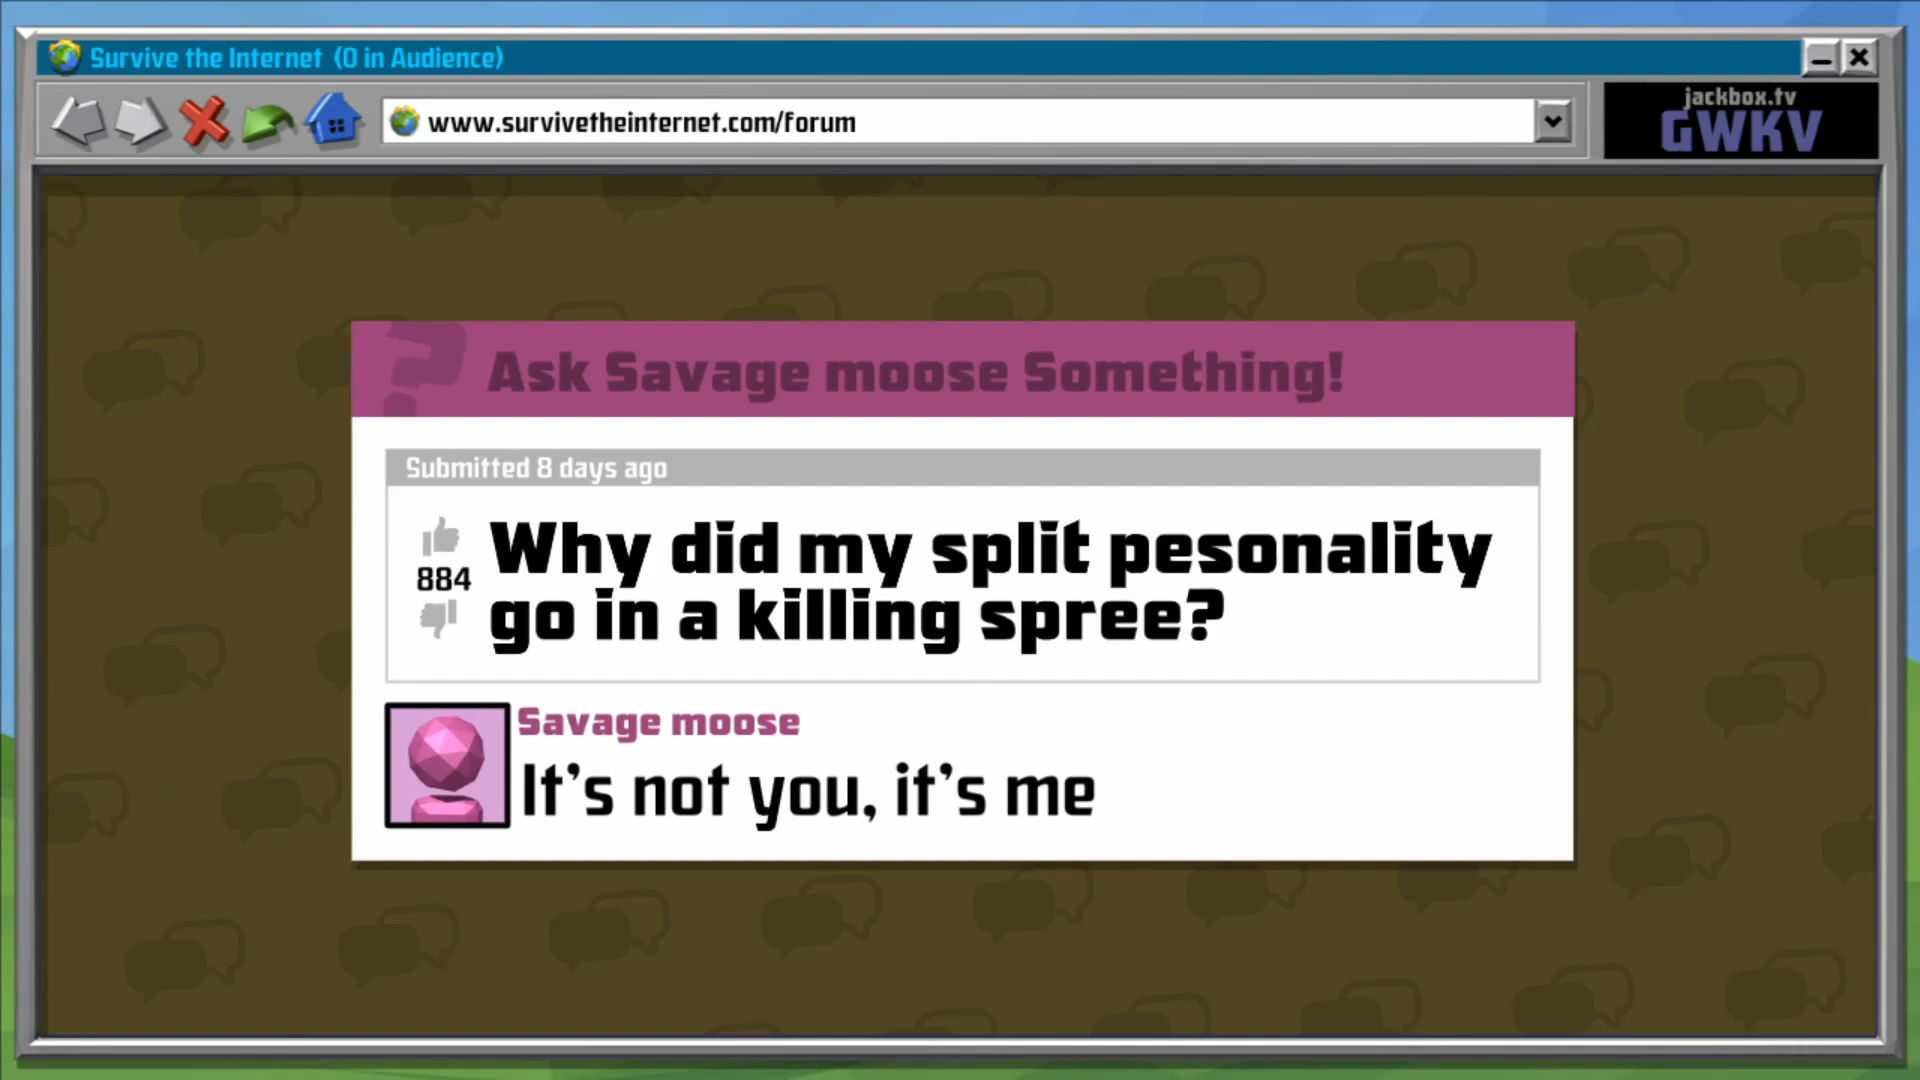 Survive the Internet (0 in Audience)
www.survivetheinternet.com/forum
jackbox.tv
GWKV
? Ask Savage moose Something!
Submitted 8 days ago
884
Why did my split pesonality
go in a killing spree?
Savage moose
It's not you, it's me